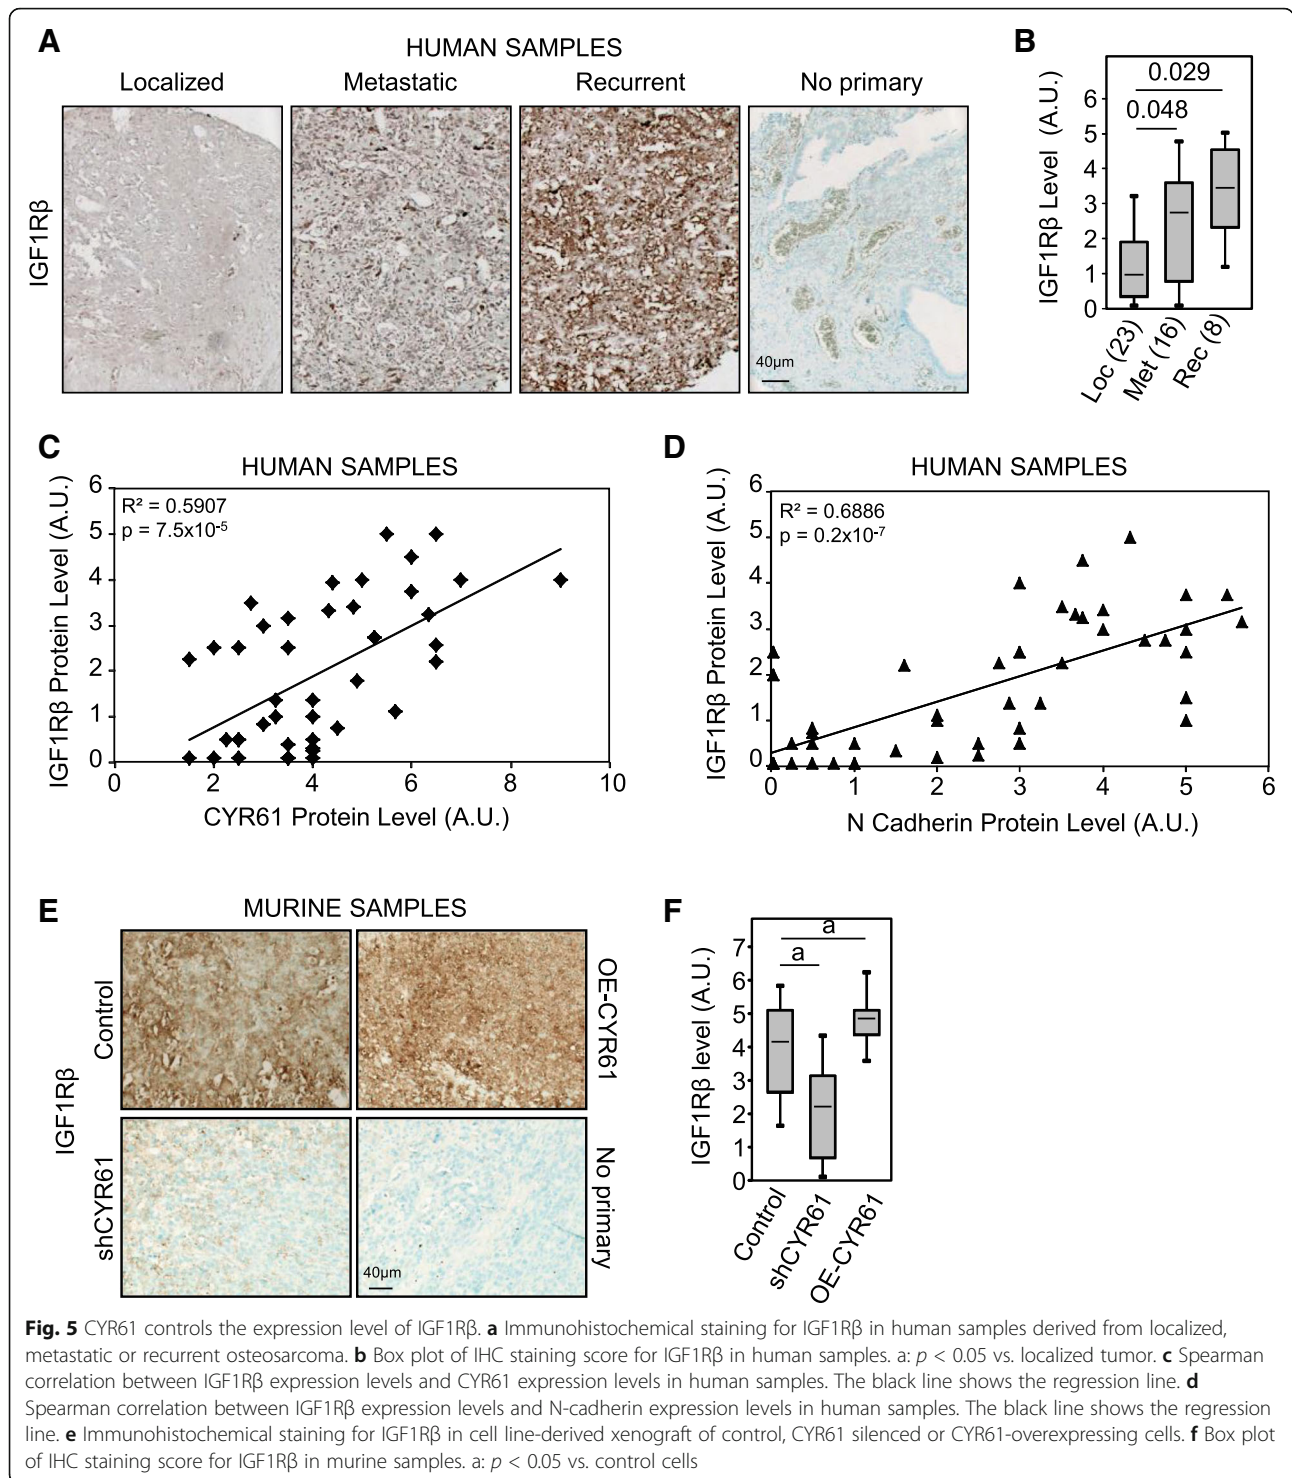 A
HUMAN SAMPLES
Localized
Metastatic
Recurrent
No primary
IGF1Rβ
40µm
B
IGF1Rβ Level (A.U.)
6
5
4
3
2
1
0
0.029
0.048
Loc (23)
Met (16)
Rec (8)
C
HUMAN SAMPLES
IGF1Rβ Protein Level (A.U.)
6
5
4
3
2
1
0
R² = 0.5907
p = 7.5x10⁻⁵
0 2 4 6 8 10
CYR61 Protein Level (A.U.)
D
HUMAN SAMPLES
IGF1Rβ Protein Level (A.U.)
6
5
4
3
2
1
0
R² = 0.6886
p = 0.2x10⁻⁷
0 1 2 3 4 5 6
N Cadherin Protein Level (A.U.)
E
MURINE SAMPLES
IGF1Rβ
Control
OE-CYR61
shCYR61
No primary
40µm
F
IGF1Rβ level (A.U.)
7
6
5
4
3
2
1
0
a
a
Control
shCYR61
OE-CYR61
Fig. 5 CYR61 controls the expression level of IGF1Rβ. a Immunohistochemical staining for IGF1Rβ in human samples derived from localized,
metastatic or recurrent osteosarcoma. b Box plot of IHC staining score for IGF1Rβ in human samples. a: p < 0.05 vs. localized tumor. c Spearman
correlation between IGF1Rβ expression levels and CYR61 expression levels in human samples. The black line shows the regression line. d
Spearman correlation between IGF1Rβ expression levels and N-cadherin expression levels in human samples. The black line shows the regression
line. e Immunohistochemical staining for IGF1Rβ in cell line-derived xenograft of control, CYR61 silenced or CYR61-overexpressing cells. f Box plot
of IHC staining score for IGF1Rβ in murine samples. a: p < 0.05 vs. control cells